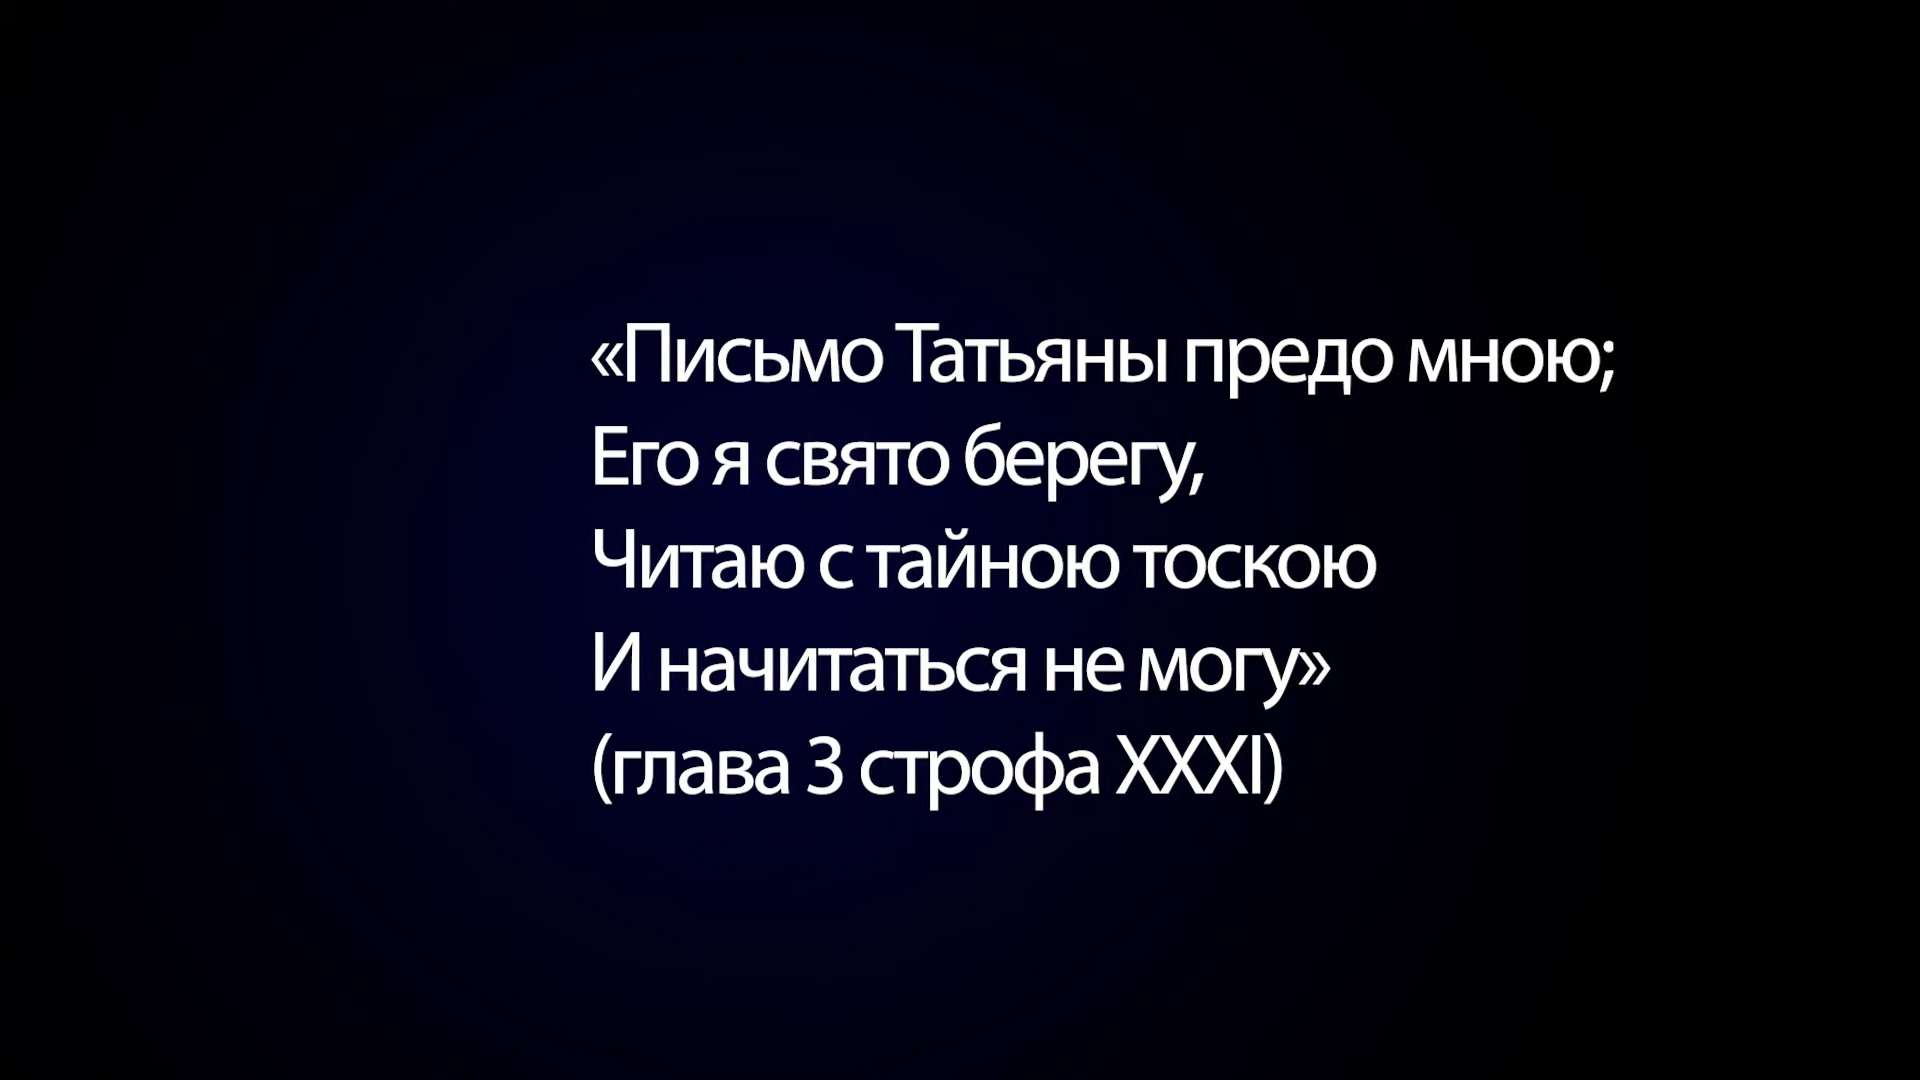 «Письмо Татьяны предо мною;
Его я свято берегу,
Читаю с тайною тоскою
И начитаться не могу»
(глава 3 строфа XXXI)